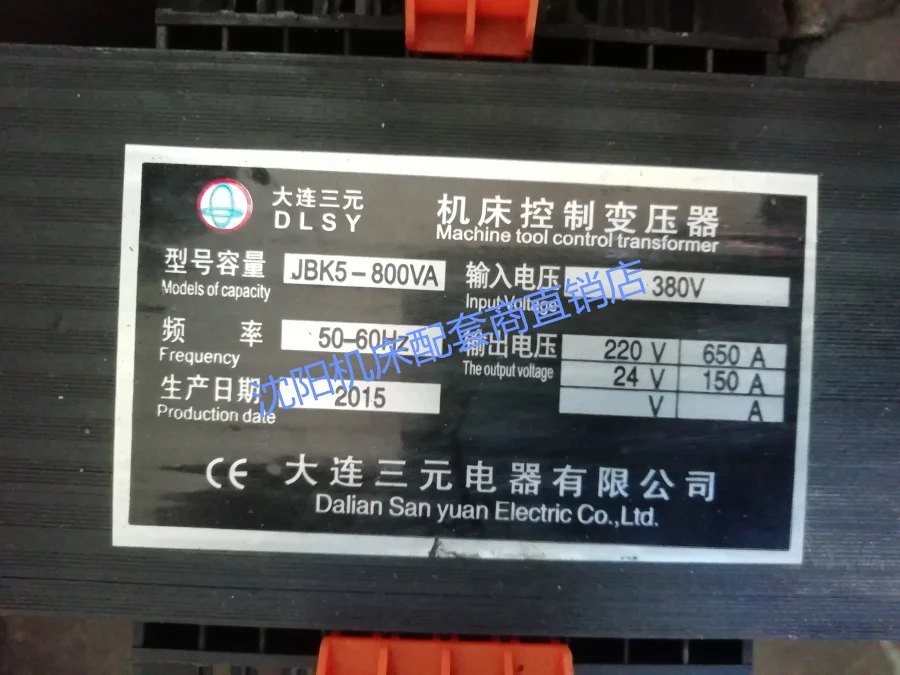 大连三元
DLSY
机床控制变压器
Machine tool control transformer
型号容量 JBK5-800VA
Models of capacity
输入电压 380V
Input Voltage
频 率 50-60Hz
Frequency
输出电压 220 V 650 A
The output voltage 24 V 150 A
V A
生产日期 2015
Production date
沈阳机床配套商直销店
CE 大连三元电器有限公司
Dalian San yuan Electric Co.,Ltd.